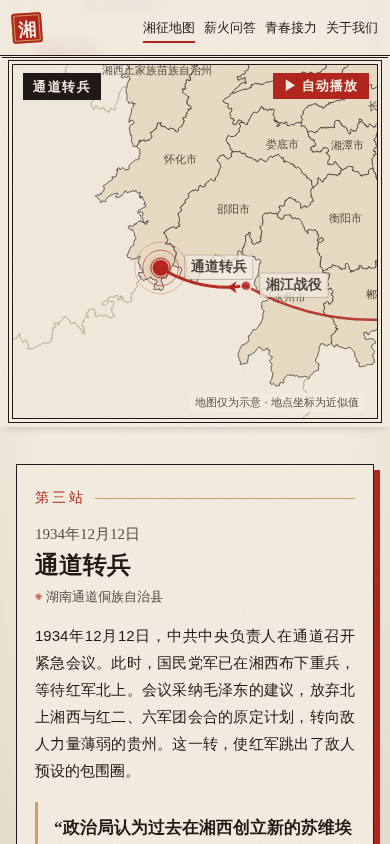 湘
湘征地图 薪火问答 青春接力 关于我们
湘西土家族苗族自治州
通道转兵
▶ 自动播放
长
娄底市
湘潭市
怀化市
邵阳市
衡阳市
通道转兵
湘江战役
永州市
郴
地图仅为示意 · 地点坐标为近似值
第三站
1934年12月12日
通道转兵
湖南通道侗族自治县
1934年12月12日，中共中央负责人在通道召开
紧急会议。此时，国民党军已在湘西布下重兵，
等待红军北上。会议采纳毛泽东的建议，放弃北
上湘西与红二、六军团会合的原定计划，转向敌
人力量薄弱的贵州。这一转，使红军跳出了敌人
预设的包围圈。
“政治局认为过去在湘西创立新的苏维埃